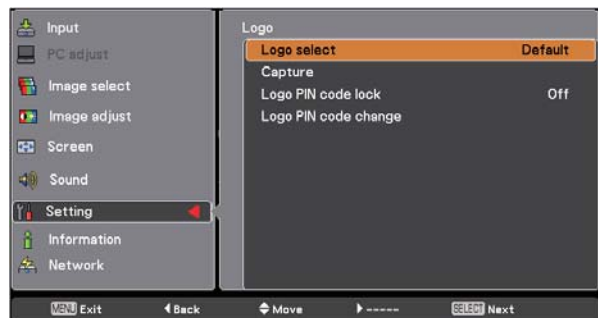 Input
PC adjust
Image select
Image adjust
Screen
Sound
Setting
Information
Network
Logo
Logo select Default
Capture
Logo PIN code lock Off
Logo PIN code change
MENU Exit Back Move ----- SELECT Next